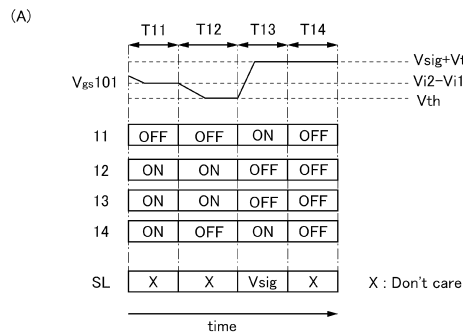 (A)
T11 T12 T13 T14
Vsig+Vt
Vgs101
Vi2-Vi1
Vth
11 OFF OFF ON OFF
12 ON ON OFF OFF
13 ON ON OFF OFF
14 ON OFF ON OFF
SL X X Vsig X X : Don't care
time